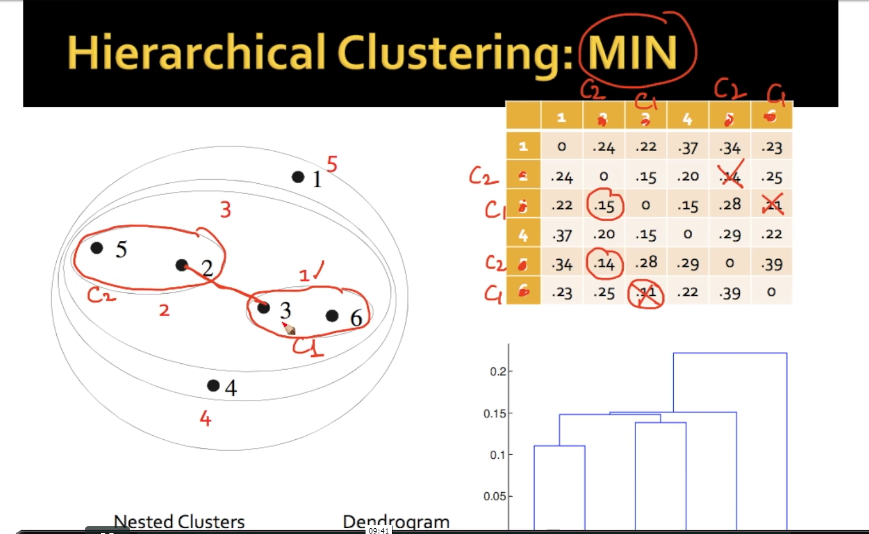 Hierarchical Clustering: MIN
C2 C1 C2 C1
1 4
1 0 .24 .22 .37 .34 .23
C2 .24 0 .15 .20 .14 .25
C1 .22 .15 0 .15 .28 .11
4 .37 .20 .15 0 .29 .22
C2 .34 .14 .28 .29 0 .39
C1 .23 .25 .11 .22 .39 0
1 5
3
5
2 1✓
C2 3
2 6
C1
4
4
0.2
0.15
0.1
0.05
Nested Clusters Dendrogram
09:41